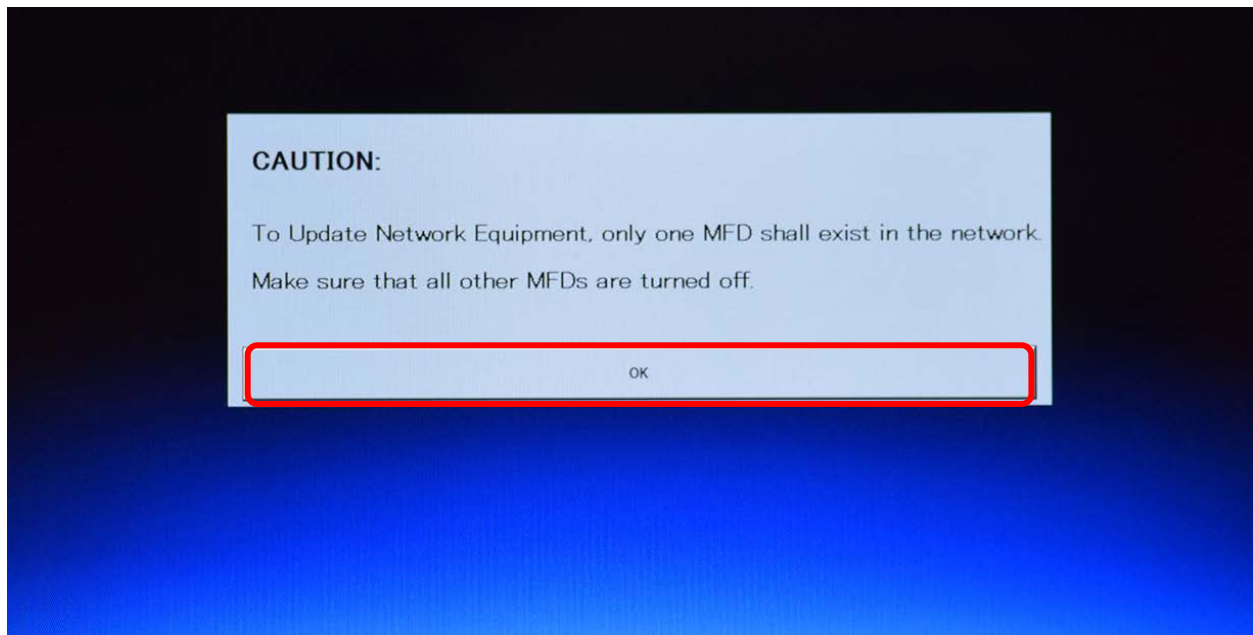 CAUTION:
To Update Network Equipment, only one MFD shall exist in the network.
Make sure that all other MFDs are turned off.
OK